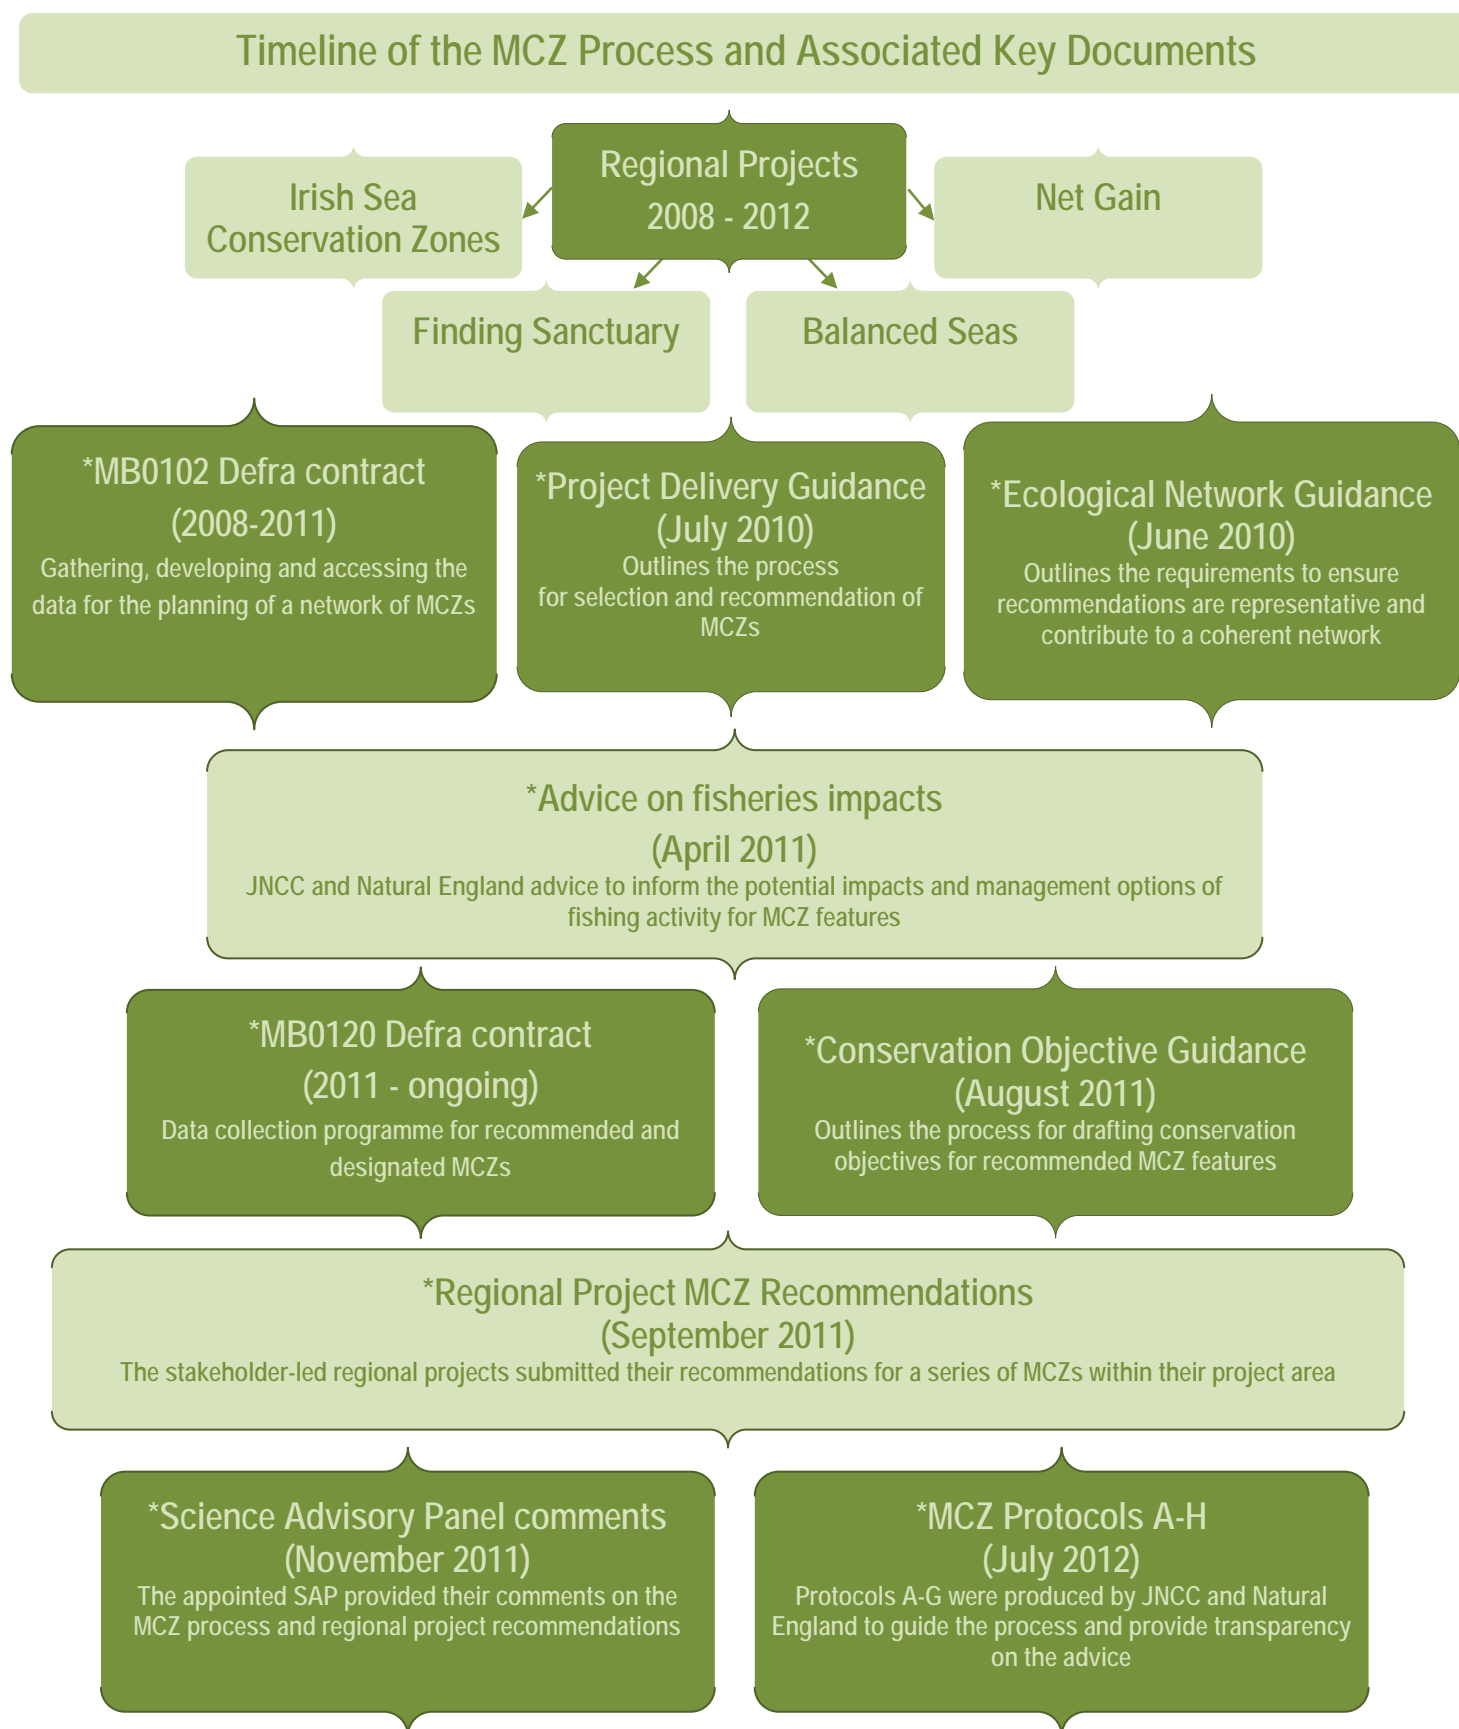 Timeline of the MCZ Process and Associated Key Documents
Regional Projects
2008 - 2012
Irish Sea
Conservation Zones
Net Gain
Finding Sanctuary
Balanced Seas
*MB0102 Defra contract
(2008-2011)
Gathering, developing and accessing the
data for the planning of a network of MCZs
*Project Delivery Guidance
(July 2010)
Outlines the process
for selection and recommendation of
MCZs
*Ecological Network Guidance
(June 2010)
Outlines the requirements to ensure
recommendations are representative and
contribute to a coherent network
*Advice on fisheries impacts
(April 2011)
JNCC and Natural England advice to inform the potential impacts and management options of
fishing activity for MCZ features
*MB0120 Defra contract
(2011 - ongoing)
Data collection programme for recommended and
designated MCZs
*Conservation Objective Guidance
(August 2011)
Outlines the process for drafting conservation
objectives for recommended MCZ features
*Regional Project MCZ Recommendations
(September 2011)
The stakeholder-led regional projects submitted their recommendations for a series of MCZs within their project area
*Science Advisory Panel comments
(November 2011)
The appointed SAP provided their comments on the
MCZ process and regional project recommendations
*MCZ Protocols A-H
(July 2012)
Protocols A-G were produced by JNCC and Natural
England to guide the process and provide transparency
on the advice